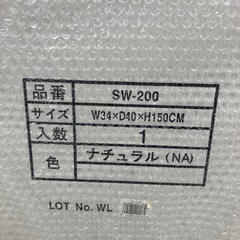 品番 SW-200
サイズ W34×D40×H150CM
入数 1
色 ナチュラル（NA）
LOT No. WL